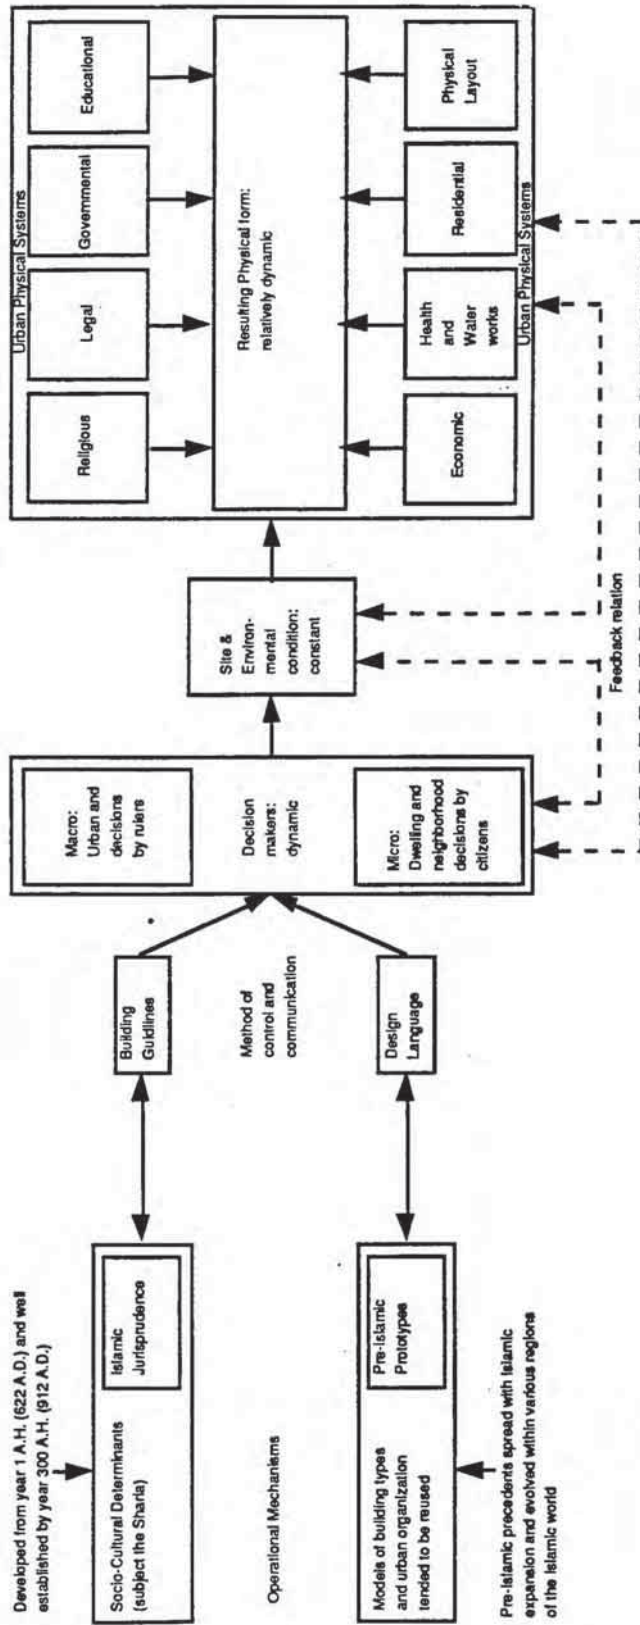 Developed from year 1 A.H. (622 A.D.) and well
established by year 300 A.H. (912 A.D.)
Socio-Cultural Determinants
(subject the Sharia)
Islamic
Jurisprudence
Operational Mechanisms
Models of building types
and urban organization
tended to be reused
Pre-Islamic
Prototypes
Pre-Islamic precedents spread with Islamic
expansion and evolved within various regions
of the Islamic world
Building
Guidlines
Method of
control and
communication
Design
Language
Macro:
Urban and
decisions
by rulers
Decision
makers:
dynamic
Micro:
Dwelling and
neighborhood
decisions by
citizens
Site &
Environ-
mental
condition:
constant
Feedback relation
Urban Physical Systems
Religious
Legal
Governmental
Educational
Resulting Physical form:
relatively dynamic
Economic
Health
and
Water
works
Residential
Physical
Layout
Urban Physical Systems